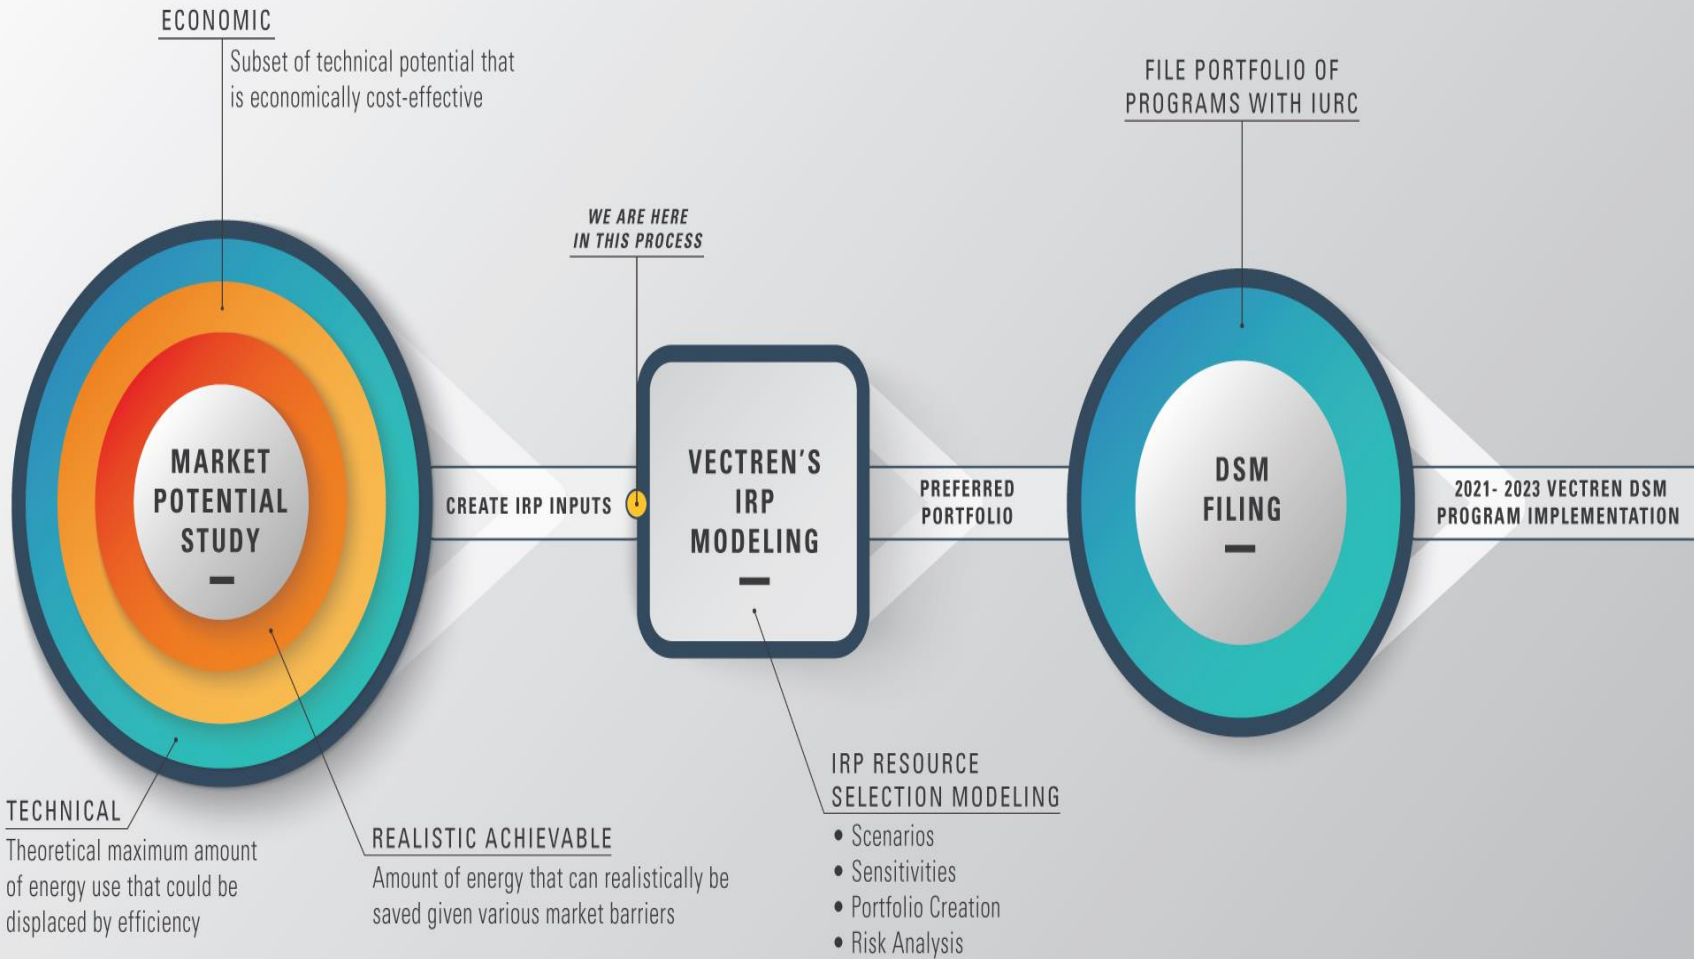 ECONOMIC
Subset of technical potential that
is economically cost-effective
FILE PORTFOLIO OF
PROGRAMS WITH IURC
WE ARE HERE
IN THIS PROCESS
MARKET
POTENTIAL
STUDY
CREATE IRP INPUTS
VECTREN'S
IRP
MODELING
PREFERRED
PORTFOLIO
DSM
FILING
2021- 2023 VECTREN DSM
PROGRAM IMPLEMENTATION
TECHNICAL
Theoretical maximum amount
of energy use that could be
displaced by efficiency
REALISTIC ACHIEVABLE
Amount of energy that can realistically be
saved given various market barriers
IRP RESOURCE
SELECTION MODELING
• Scenarios
• Sensitivities
• Portfolio Creation
• Risk Analysis